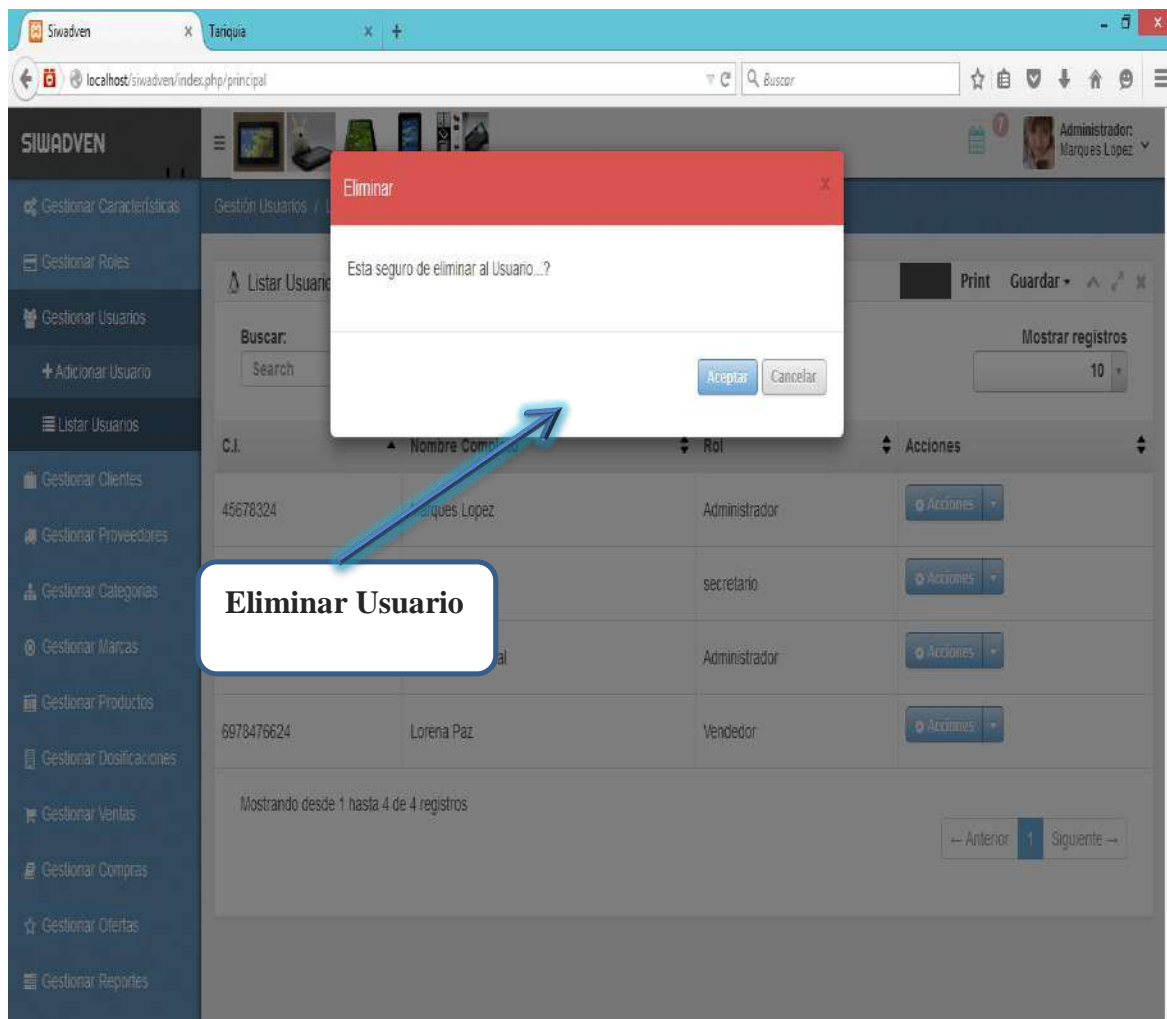 Siwadven x Tariquia x +
localhost/siwadven/index.php/principal Buscar
SIWADVEN 7 Administrador:
Marques Lopez
Gestionar Características
Gestión Usuarios /
Eliminar x
Gestionar Roles
Esta seguro de eliminar al Usuario...?
Listar Usuario
Print Guardar
Gestionar Usuarios
Buscar:
Mostrar registros
Adicionar Usuario
Search
10
Aceptar Cancelar
Listar Usuarios
C.I. Nombre Rol Acciones
Gestionar Clientes
45678324 Lopez Administrador Acciones
Gestionar Proveedores
Gestionar Categorias
Eliminar Usuario
secretario Acciones
Gestionar Marcas
al Administrador Acciones
Gestionar Productos
6978476624 Lorena Paz Vendedor Acciones
Gestionar Dosificaciones
Mostrando desde 1 hasta 4 de 4 registros
Gestionar Ventas
← Anterior 1 Siguiente →
Gestionar Compras
Gestionar Ofertas
Gestionar Reportes